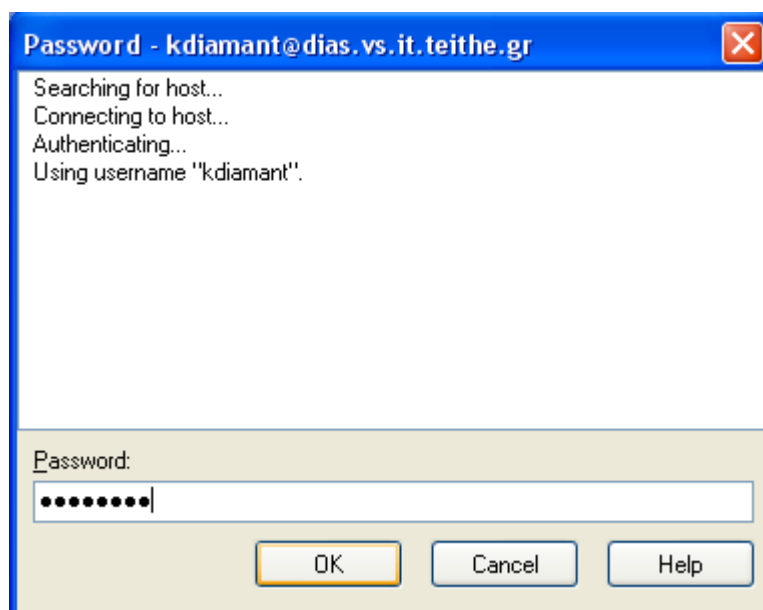 Password - kdiamant@dias.vs.it.teithe.gr
Searching for host...
Connecting to host...
Authenticating...
Using username "kdiamant".
Password:
●●●●●●●●
OK Cancel Help